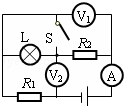 V₁
L S R₂
V₂ A
R₁